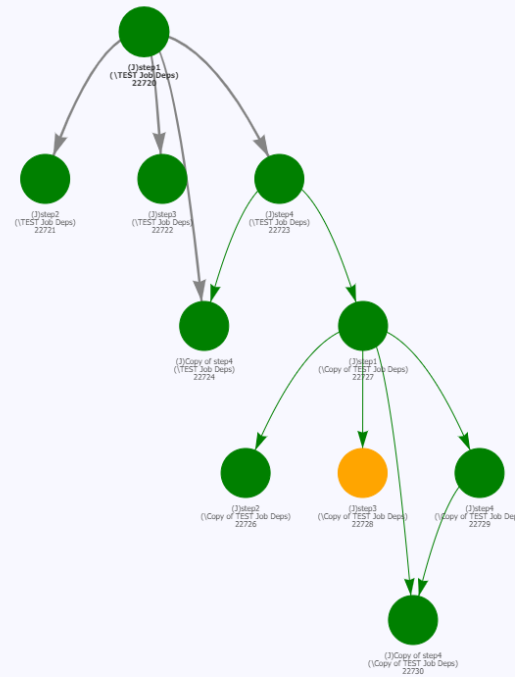 (J)step1
(\TEST Job Deps)
22720
(J)step2
(\TEST Job Deps)
22721
(J)step3
(\TEST Job Deps)
22722
(J)step4
(\TEST Job Deps)
22723
(J)Copy of step4
(\TEST Job Deps)
22724
(J)step1
(\Copy of TEST Job Deps)
22727
(J)step2
(\Copy of TEST Job Deps)
22726
(J)step3
(\Copy of TEST Job Deps)
22728
(J)step4
(\Copy of TEST Job Dep
22729
(J)Copy of step4
(\Copy of TEST Job Deps)
22730